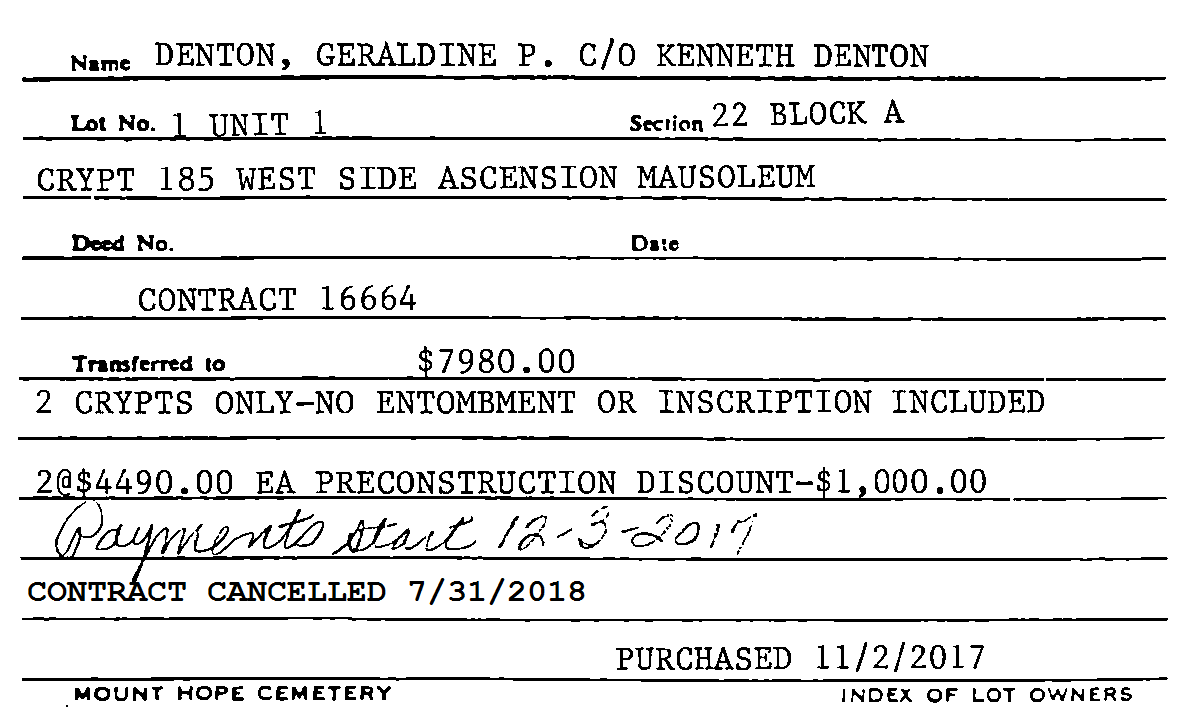 Name DENTON, GERALDINE P. C/O KENNETH DENTON
Lot No. 1 UNIT 1 Section 22 BLOCK A
CRYPT 185 WEST SIDE ASCENSION MAUSOLEUM
Deed No. Date
CONTRACT 16664
Transferred to $7980.00
2 CRYPTS ONLY-NO ENTOMBMENT OR INSCRIPTION INCLUDED
2@$4490.00 EA PRECONSTRUCTION DISCOUNT-$1,000.00
Payments start 12-3-2017
CONTRACT CANCELLED 7/31/2018
PURCHASED 11/2/2017
MOUNT HOPE CEMETERY INDEX OF LOT OWNERS